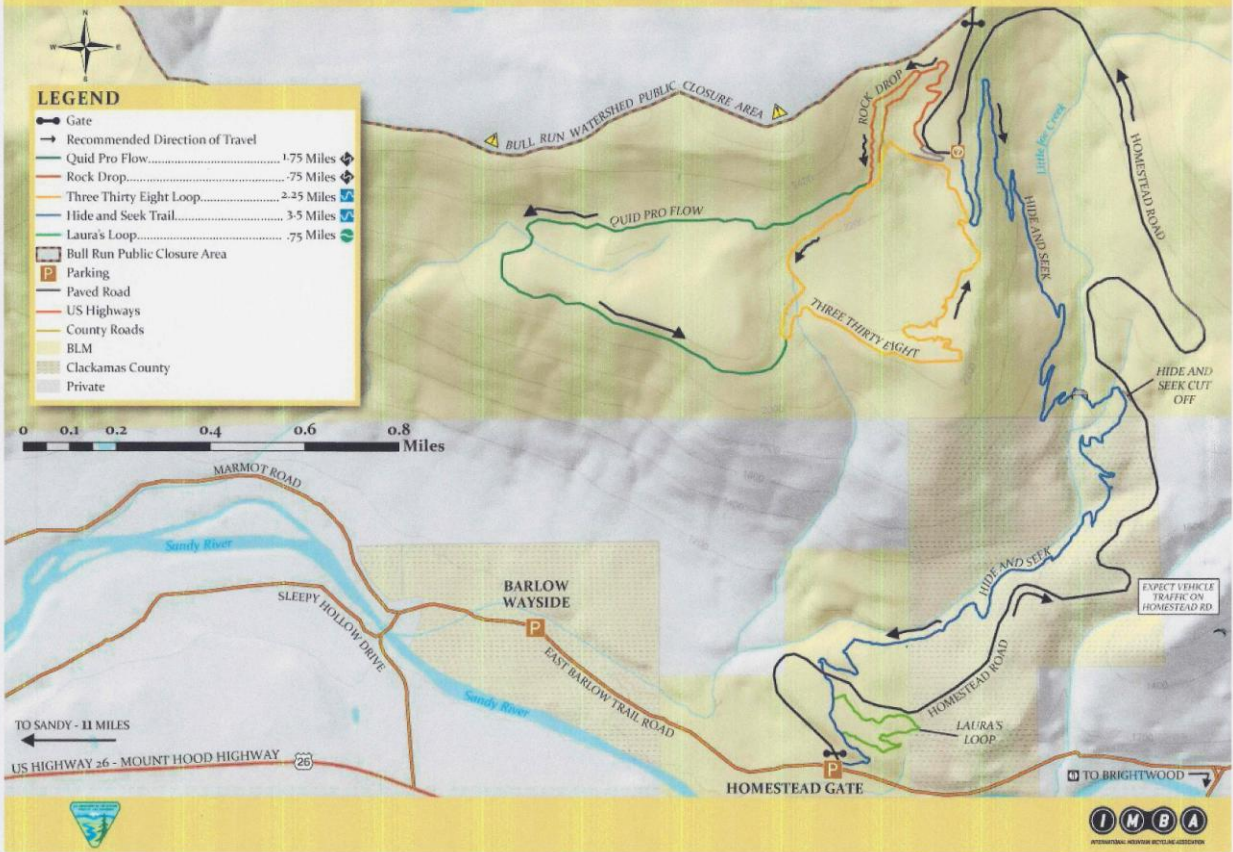 N
W E
S
LEGEND
Gate
Recommended Direction of Travel
Quid Pro Flow.......................... 1.75 Miles
Rock Drop.............................. .75 Miles
Three Thirty Eight Loop.......... 2.25 Miles
Hide and Seek Trail................... 3.5 Miles
Laura's Loop............................ .75 Miles
Bull Run Public Closure Area
P Parking
Paved Road
US Highways
County Roads
BLM
Clackamas County
Private
0 0.1 0.2 0.4 0.6 0.8
Miles
BULL RUN WATERSHED PUBLIC CLOSURE AREA
ROCK DROP
QUID PRO FLOW
THREE THIRTY EIGHT
HIDE AND SEEK
Little Joe Creek
HOMESTEAD ROAD
HIDE AND
SEEK CUT
OFF
MARMOT ROAD
Sandy River
SLEEPY HOLLOW DRIVE
BARLOW
WAYSIDE
P
EAST BARLOW TRAIL ROAD
Sandy River
HIDE AND SEEK
EXPECT VEHICLE
TRAFFIC ON
HOMESTEAD RD.
HOMESTEAD ROAD
LAURA'S
LOOP
TO SANDY - 11 MILES
US HIGHWAY 26 - MOUNT HOOD HIGHWAY
26
P
HOMESTEAD GATE
TO BRIGHTWOOD
IMBA
INTERNATIONAL MOUNTAIN BICYCLING ASSOCIATION